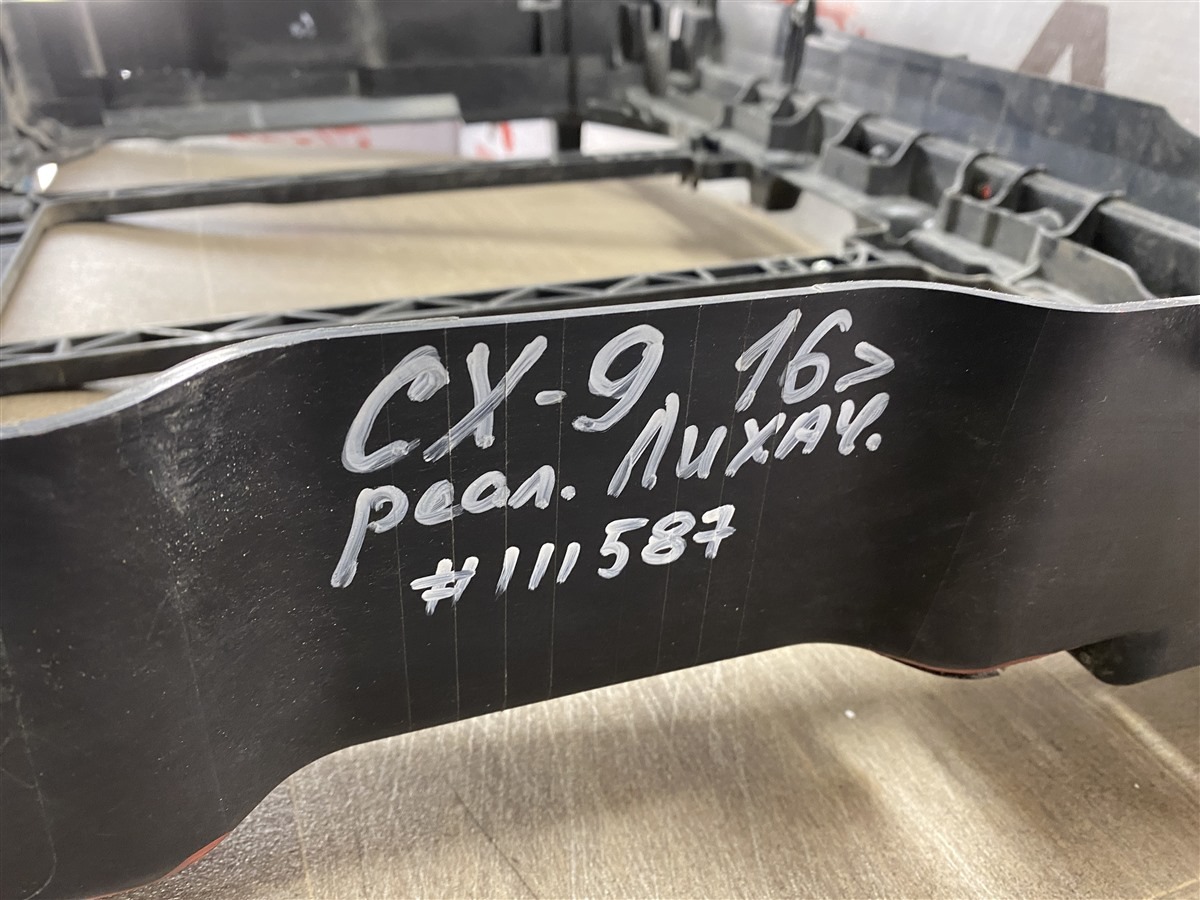 CX-9 16>
реал. Лихач.
#111587